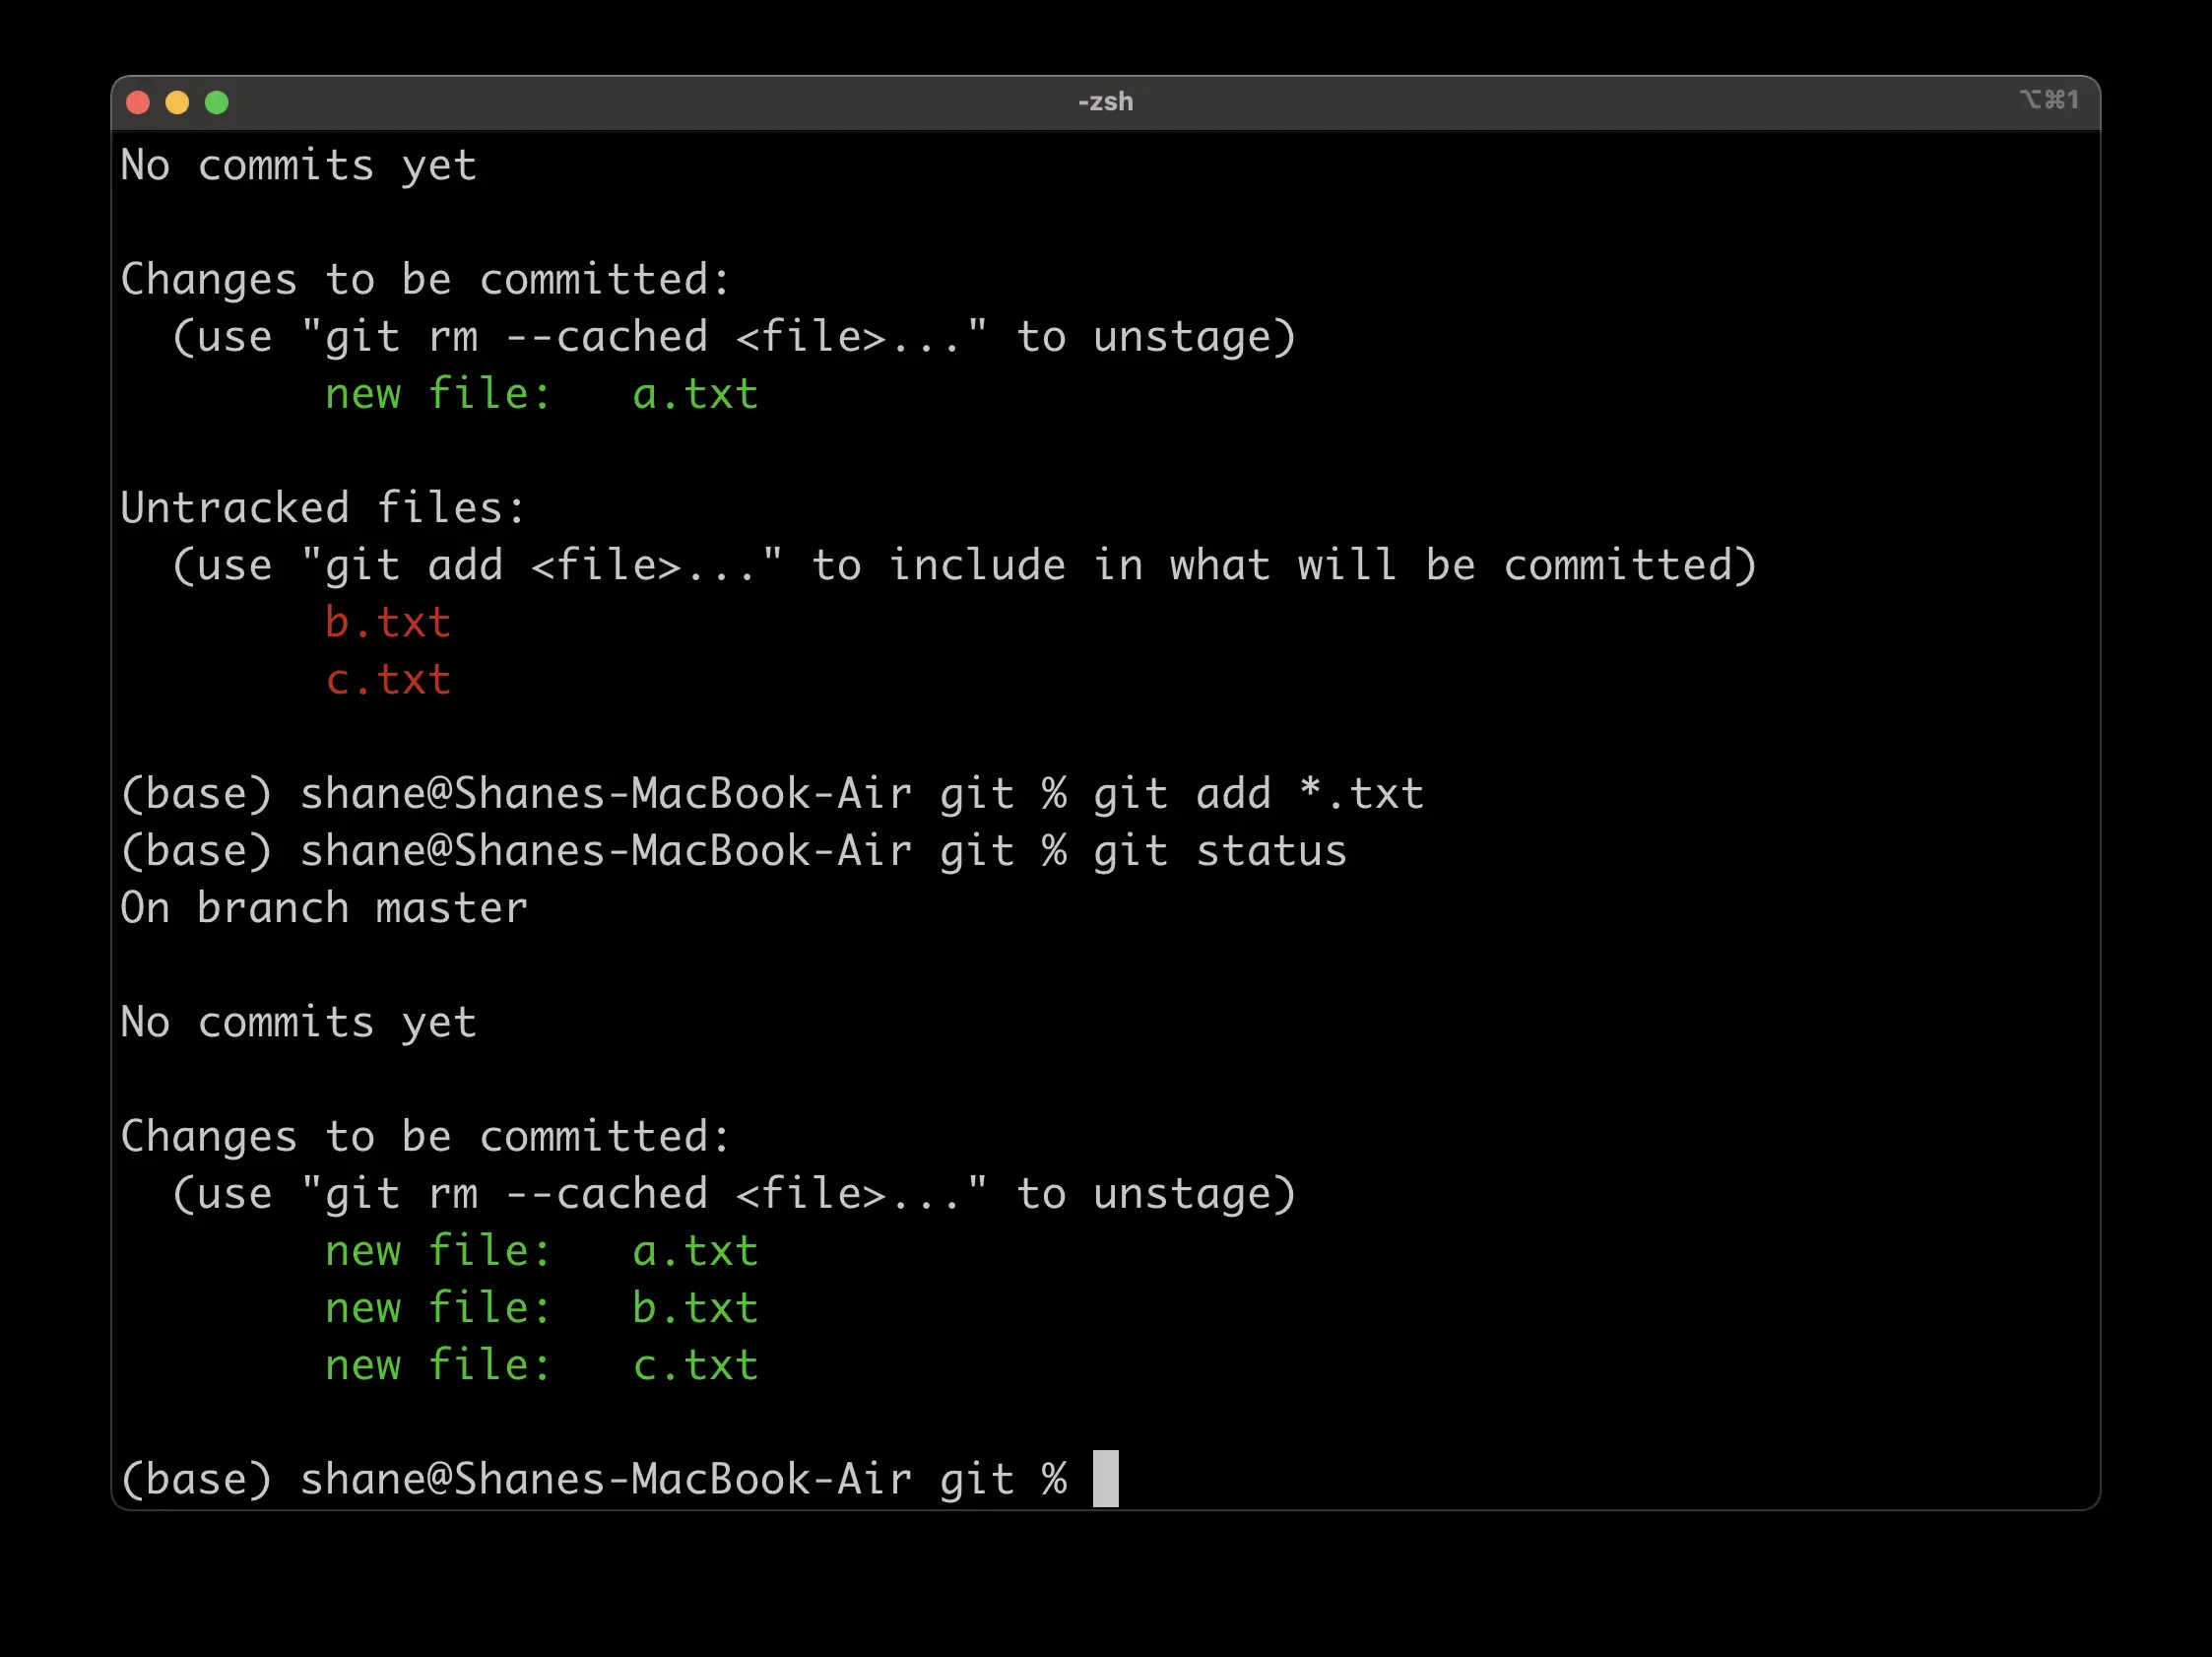 -zsh ⌥⌘1
No commits yet
Changes to be committed:
  (use "git rm --cached <file>..." to unstage)
        new file:   a.txt
Untracked files:
  (use "git add <file>..." to include in what will be committed)
        b.txt
        c.txt
(base) shane@Shanes-MacBook-Air git % git add *.txt
(base) shane@Shanes-MacBook-Air git % git status
On branch master
No commits yet
Changes to be committed:
  (use "git rm --cached <file>..." to unstage)
        new file:   a.txt
        new file:   b.txt
        new file:   c.txt
(base) shane@Shanes-MacBook-Air git %